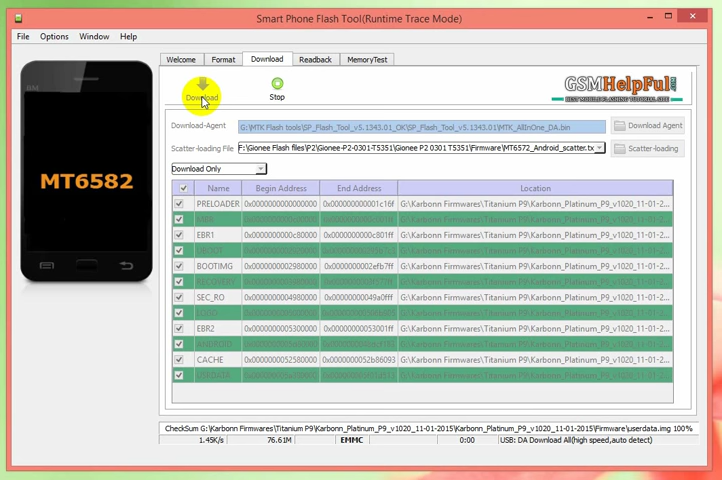 Smart Phone Flash Tool(Runtime Trace Mode)
File Options Window Help
Welcome Format Download Readback MemoryTest
BM
Download
Stop
GSMHelpFul.com
Download-Agent G:\MTK Flash tools\SP_Flash_Tool_v5.1343.01_OK\SP_Flash_Tool_v5.1343.01\MTK_AllInOne_DA.bin Download Agent
Scatter-loading File F:\Gionee Flash files\P2\Gionee-P2-0301-T5351\Gionee P2 0301 T5351\Firmware\MT6572_Android_scatter.tx Scatter-loading
Download Only
MT6582
Name Begin Address End Address Location
PRELOADER 0x0000000000000000 0x000000000001c16f G:\Karbonn Firmwares\Titanium P9\Karbonn_Platinum_P9_v1020_11-01-2...
EBR1 0x0000000000c80000 0x0000000000c801ff G:\Karbonn Firmwares\Titanium P9\Karbonn_Platinum_P9_v1020_11-01-2...
BOOTIMG 0x0000000002980000 0x0000000002efb7ff G:\Karbonn Firmwares\Titanium P9\Karbonn_Platinum_P9_v1020_11-01-2...
RECOVERY
SEC_RO 0x0000000004980000 0x00000000049a0fff G:\Karbonn Firmwares\Titanium P9\Karbonn_Platinum_P9_v1020_11-01-2...
EBR2 0x0000000005300000 0x00000000053001ff G:\Karbonn Firmwares\Titanium P9\Karbonn_Platinum_P9_v1020_11-01-2...
ANDROID
CACHE 0x0000000052580000 0x0000000052b86093 G:\Karbonn Firmwares\Titanium P9\Karbonn_Platinum_P9_v1020_11-01-2...
CheckSum G:\Karbonn Firmwares\Titanium P9\Karbonn_Platinum_P9_v1020_11-01-2015\Karbonn_Platinum_P9_v1020_11-01-2015\Firmware\userdata.img 100%
1.45K/s 76.61M EMMC 0:00 USB: DA Download All(high speed,auto detect)